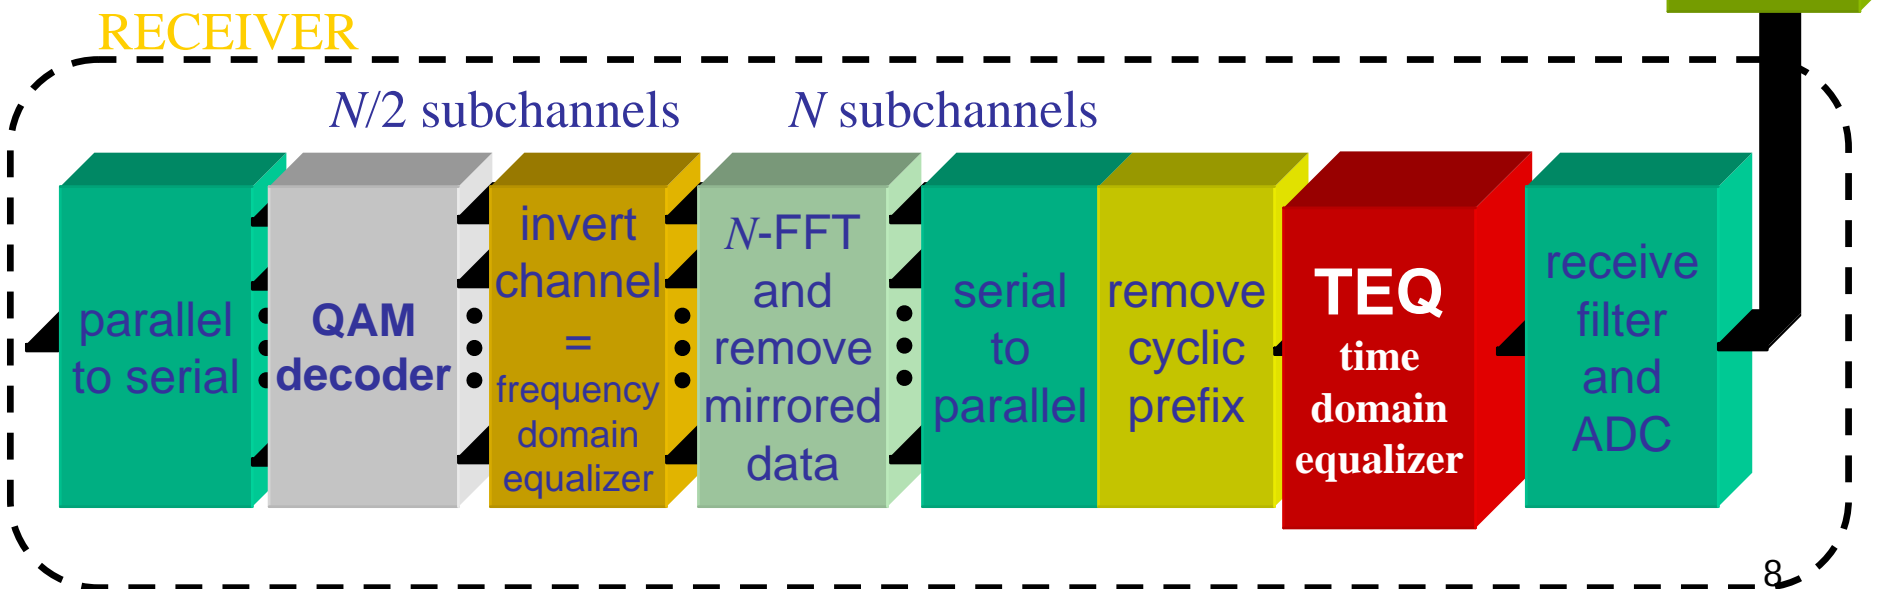 RECEIVER
N/2 subchannels
N subchannels
parallel
to serial
QAM
decoder
invert
channel
=
frequency
domain
equalizer
N-FFT
and
remove
mirrored
data
serial
to
parallel
remove
cyclic
prefix
TEQ
time
domain
equalizer
receive
filter
and
ADC
8